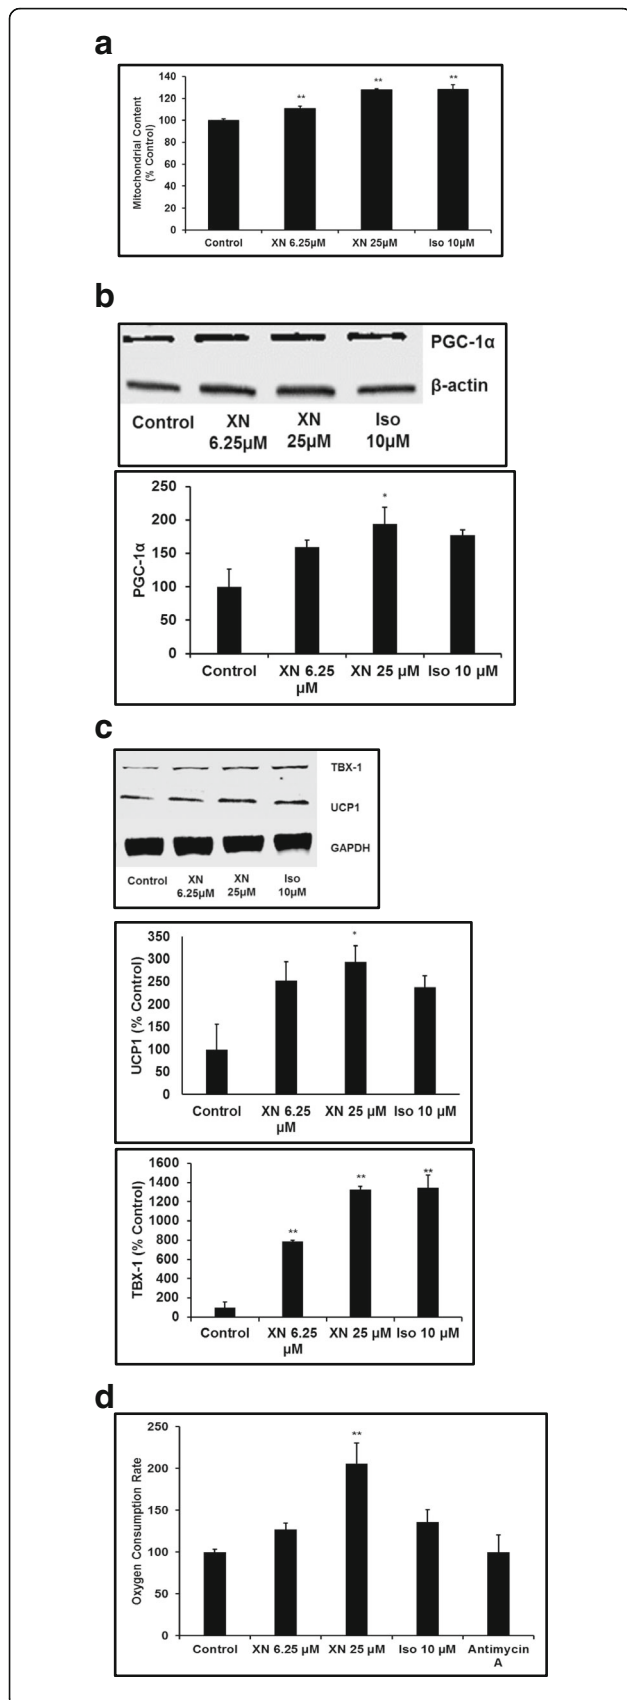 a
140
120
100
80
60
40
20
0
Mitochondrial Content
(% Control)
**
**
**
Control XN 6.25µM XN 25µM Iso 10µM
b
PGC-1α
β-actin
Control XN 6.25µM XN 25µM Iso 10µM
250
200
150
100
50
0
PGC-1α
*
Control XN 6.25 µM XN 25 µM Iso 10 µM
c
TBX-1
UCP1
GAPDH
Control XN 6.25µM XN 25µM Iso 10µM
350
300
250
200
150
100
50
0
UCP1 (% Control)
*
Control XN 6.25 µM XN 25 µM Iso 10 µM
1600
1400
1200
1000
800
600
400
200
0
TBX-1 (% Control)
**
**
**
Control XN 6.25 µM XN 25 µM Iso 10 µM
d
250
200
150
100
50
0
Oxygen Consumption Rate
**
Control XN 6.25 µM XN 25 µM Iso 10 µM Antimycin A